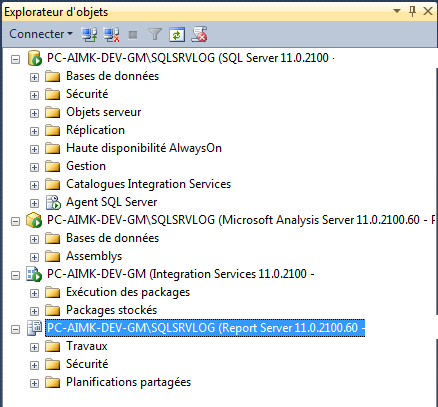 Explorateur d'objets
Connecter
PC-AIMK-DEV-GM\SQLSRVLOG (SQL Server 11.0.2100 -
Bases de données
Sécurité
Objets serveur
Réplication
Haute disponibilité AlwaysOn
Gestion
Catalogues Integration Services
Agent SQL Server
PC-AIMK-DEV-GM\SQLSRVLOG (Microsoft Analysis Server 11.0.2100.60 - P
Bases de données
Assemblys
PC-AIMK-DEV-GM (Integration Services 11.0.2100 -
Exécution des packages
Packages stockés
PC-AIMK-DEV-GM\SQLSRVLOG (Report Server 11.0.2100.60 -
Travaux
Sécurité
Planifications partagées